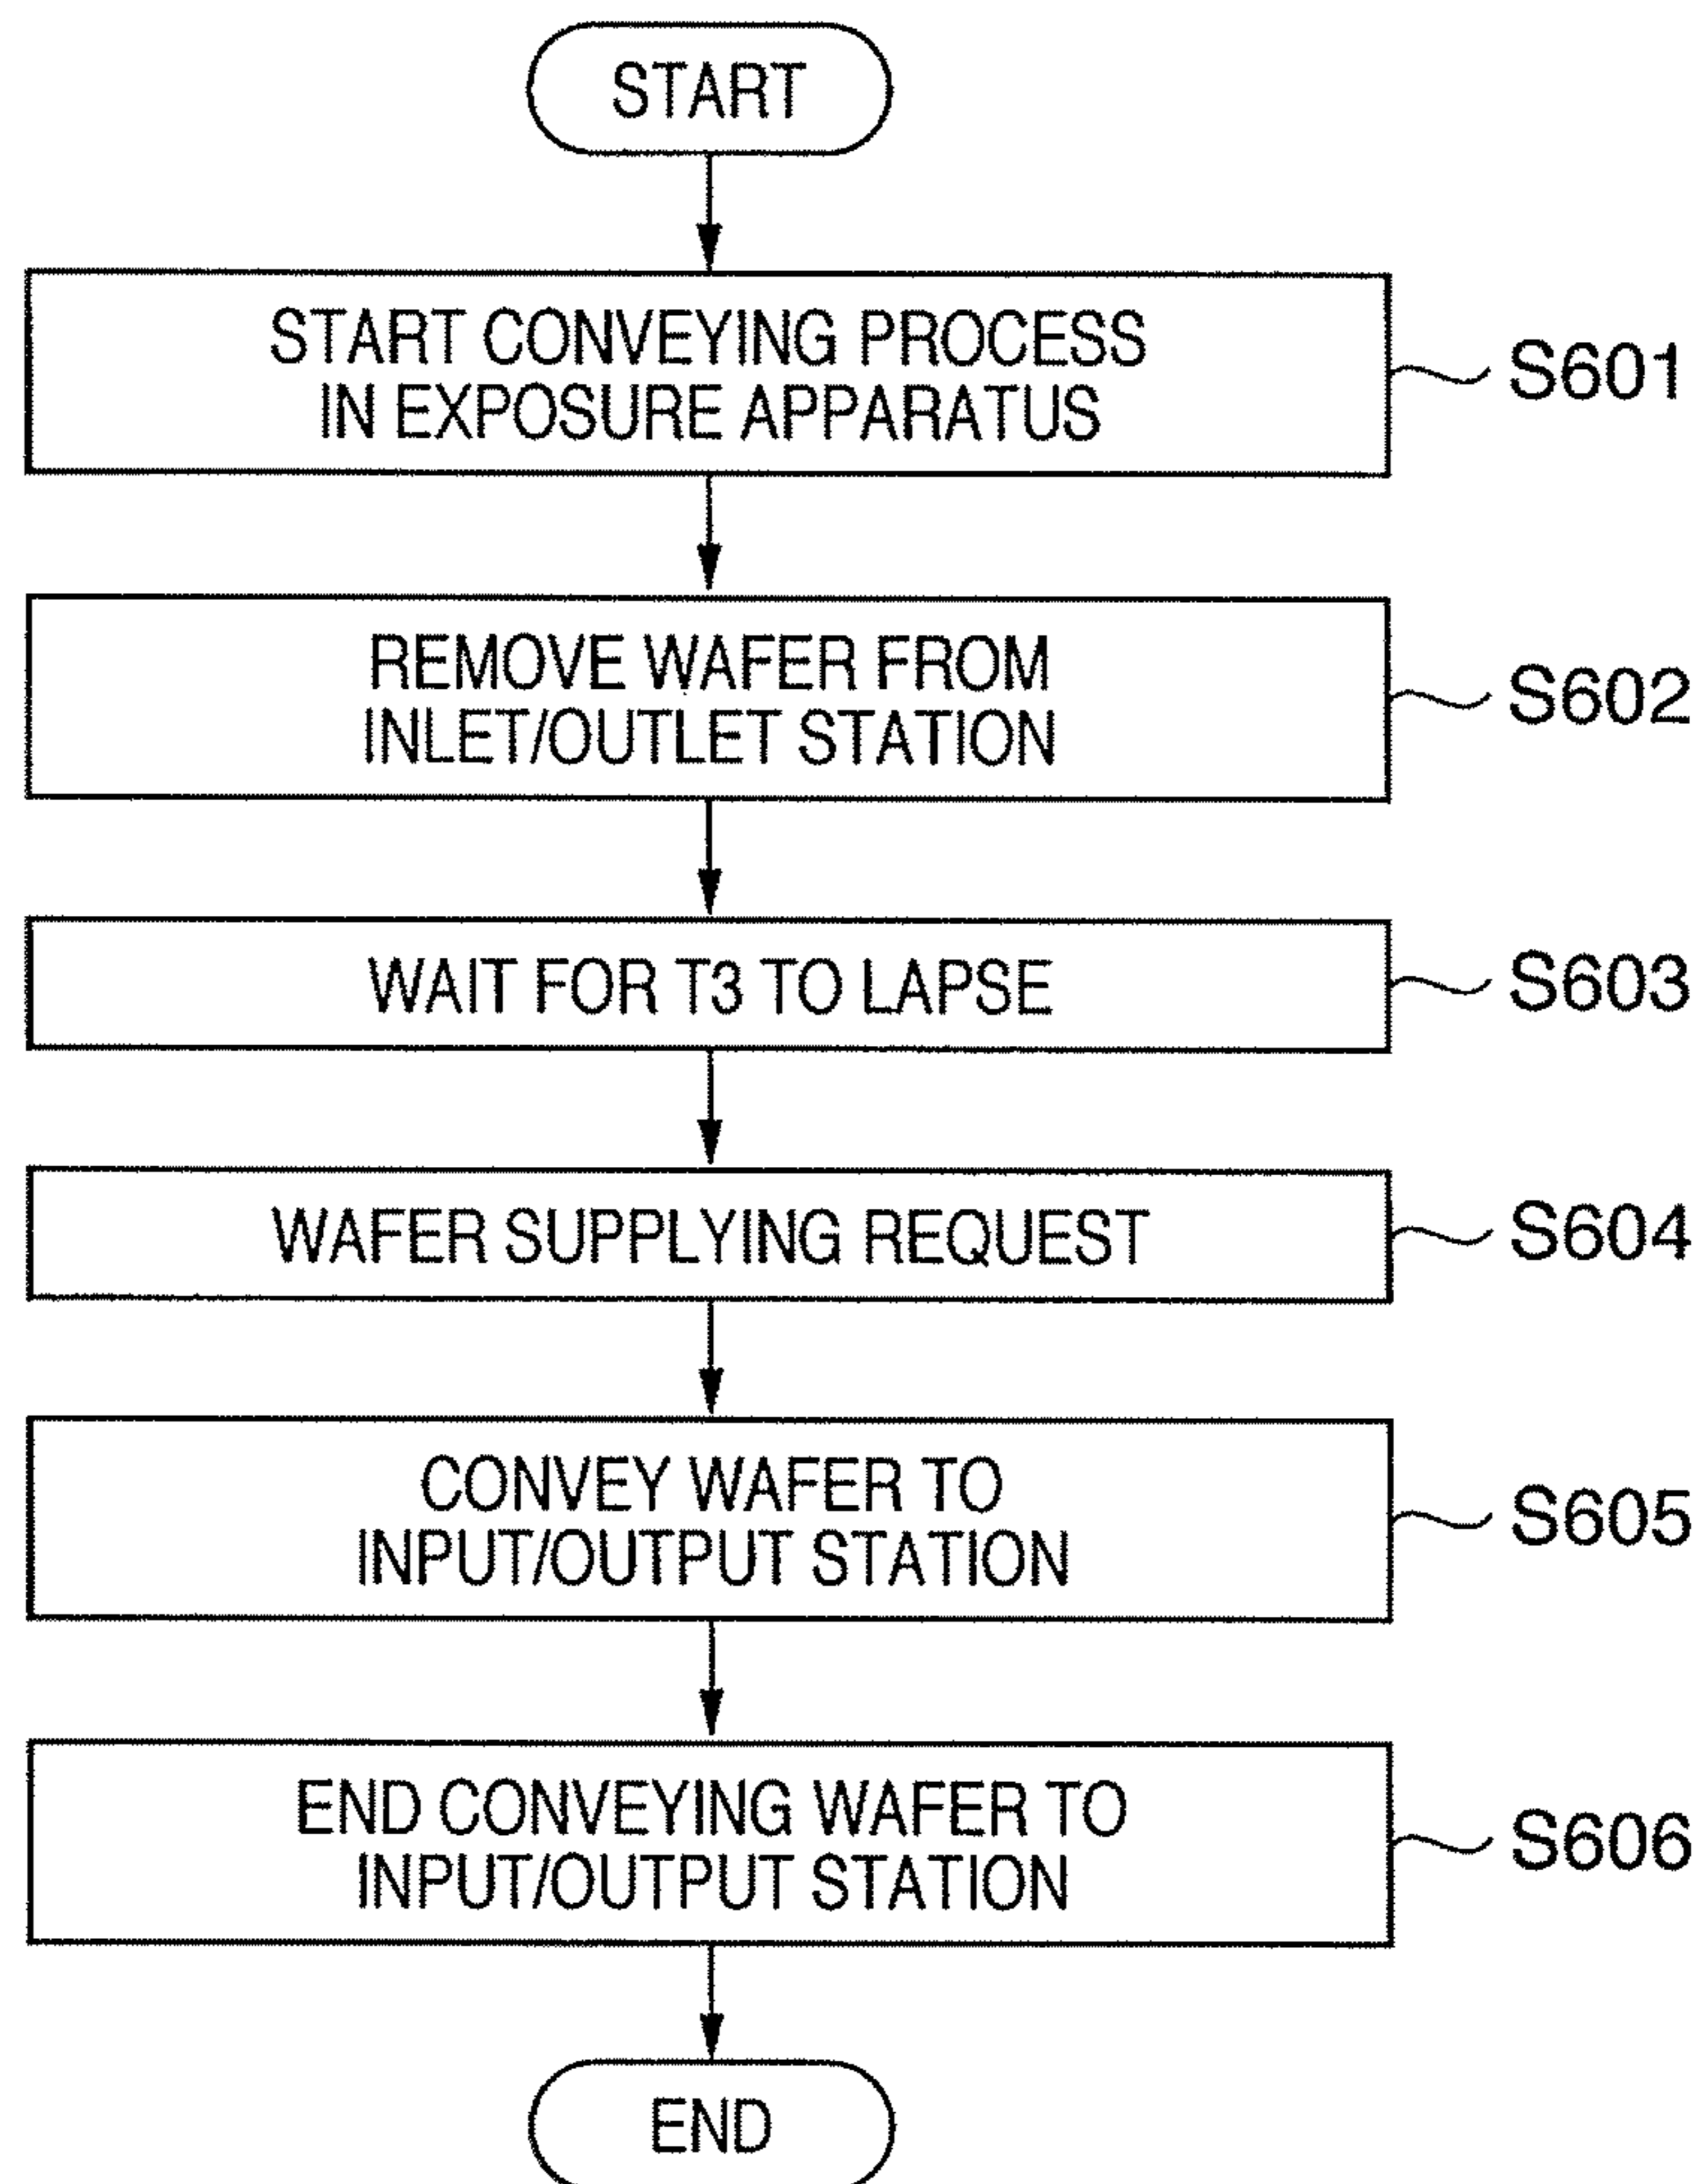 START
START CONVEYING PROCESS
IN EXPOSURE APPARATUS
S601
REMOVE WAFER FROM
INLET/OUTLET STATION
S602
WAIT FOR T3 TO LAPSE
S603
WAFER SUPPLYING REQUEST
S604
CONVEY WAFER TO
INPUT/OUTPUT STATION
S605
END CONVEYING WAFER TO
INPUT/OUTPUT STATION
S606
END